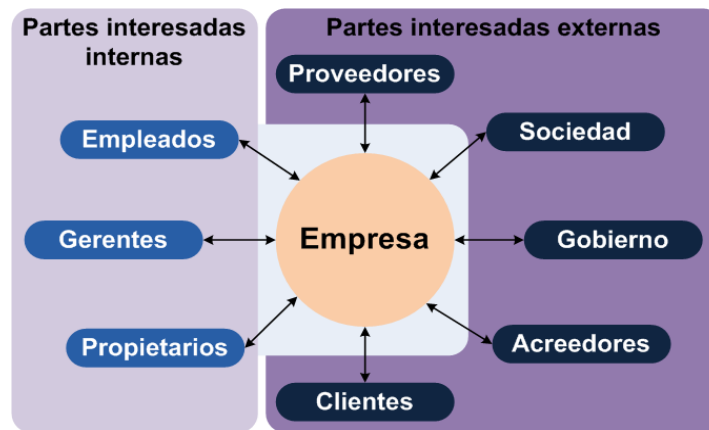 Partes interesadas
internas
Partes interesadas externas
Proveedores
Empleados
Sociedad
Gerentes
Empresa
Gobierno
Propietarios
Acreedores
Clientes